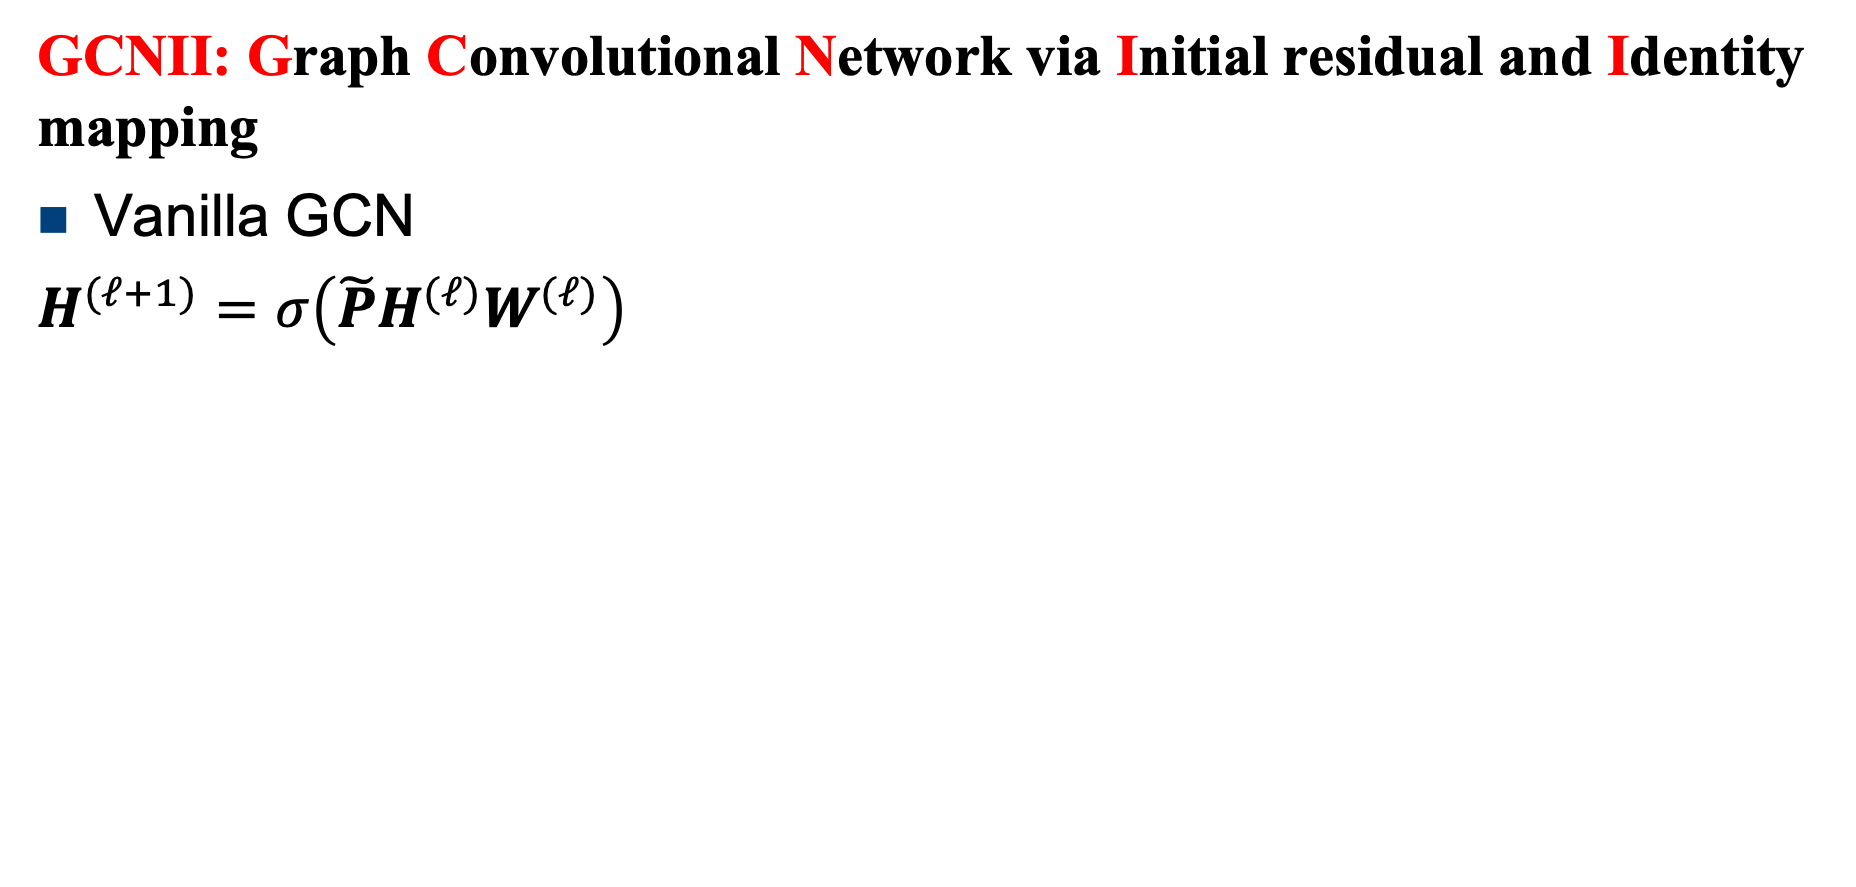 GCNII: Graph Convolutional Network via Initial residual and Identity
mapping
Vanilla GCN
𝑯^(ℓ+1) = σ(𝐏̃𝑯^(ℓ)𝑾^(ℓ))